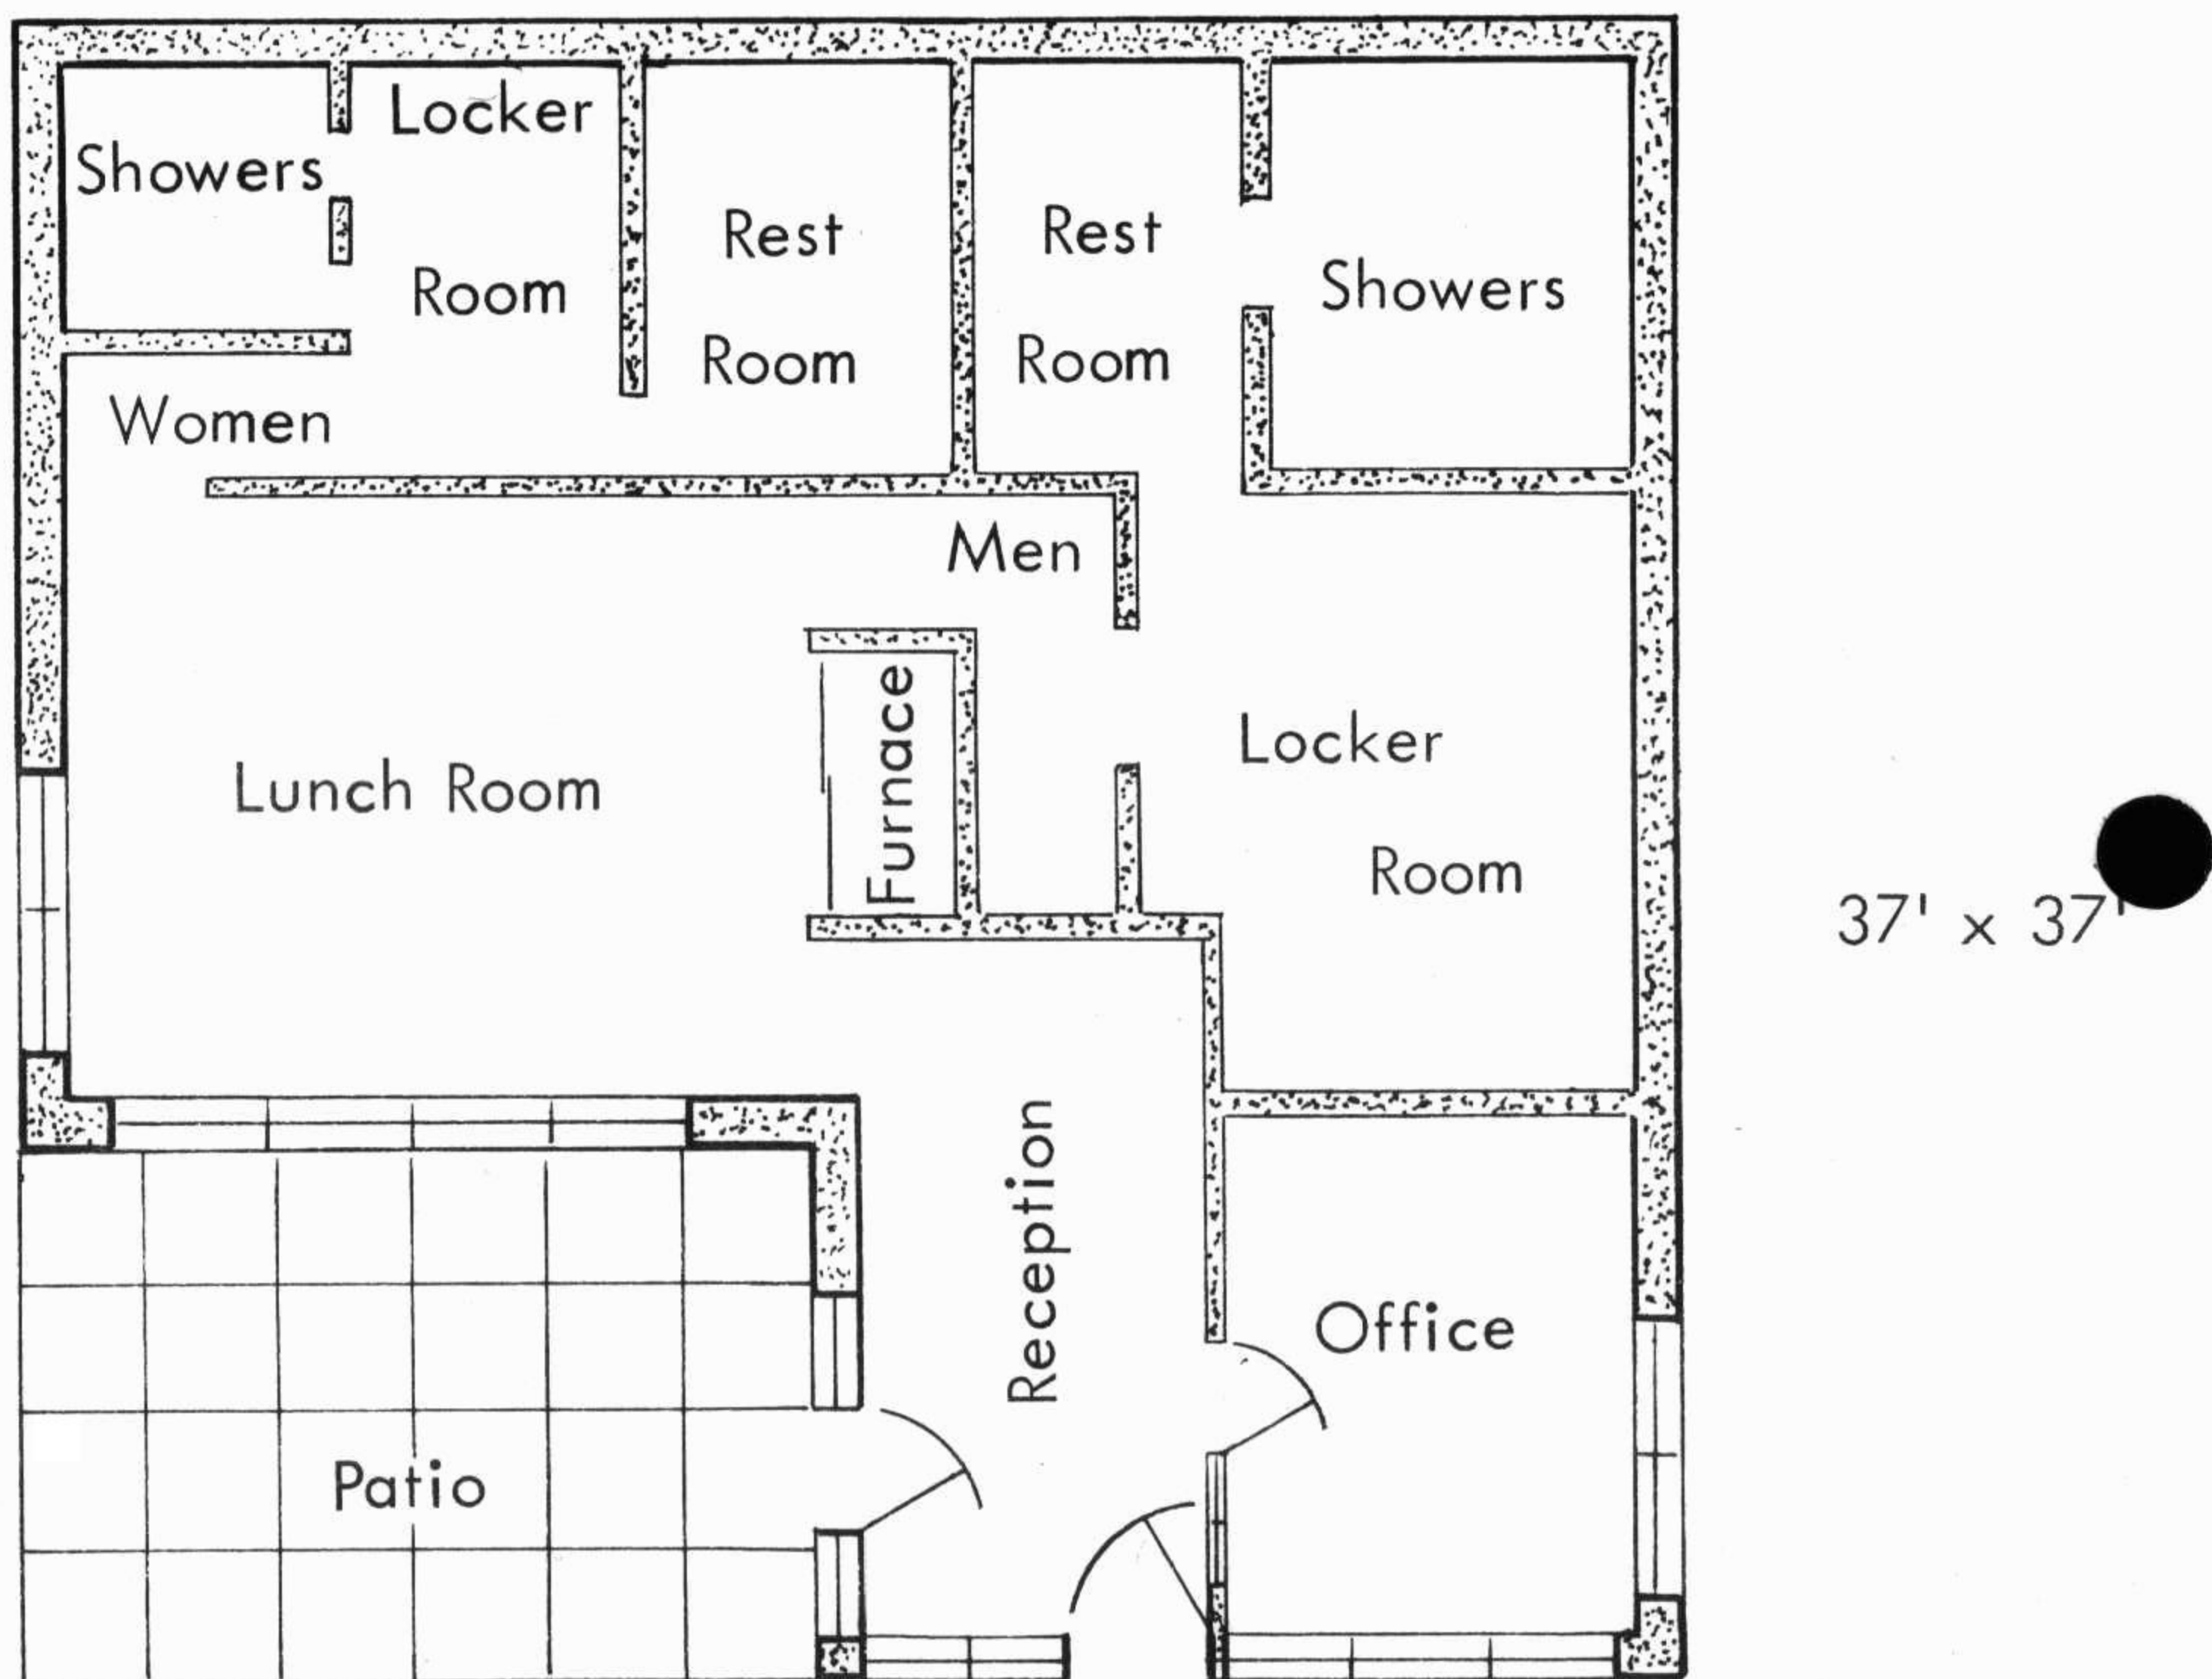 Locker
Showers
Room
Rest
Room
Rest
Room
Showers
Women
Men
Furnace
Lunch Room
Locker
Room
37' x 37'
Reception
Office
Patio